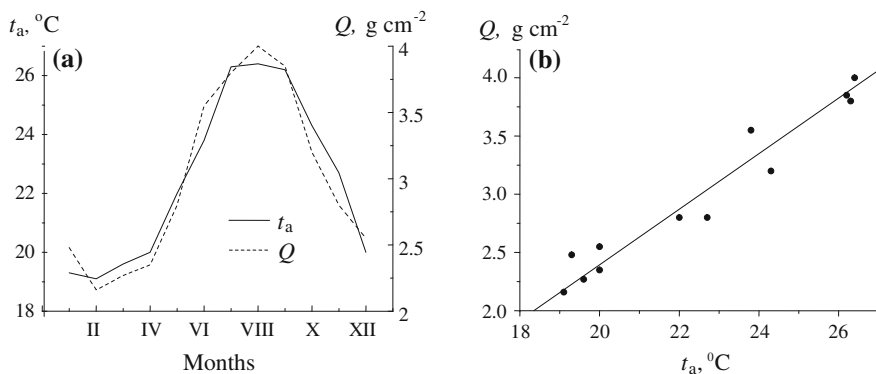 tₐ, °C
Q, g cm⁻²
(a)
4
26
3.5
24
3
22
tₐ
Q
2.5
20
18
2
II IV VI VIII X XII
Months
Q, g cm⁻²
(b)
4.0
3.5
3.0
2.5
2.0
18 20 22 24 26
tₐ, ⁰C